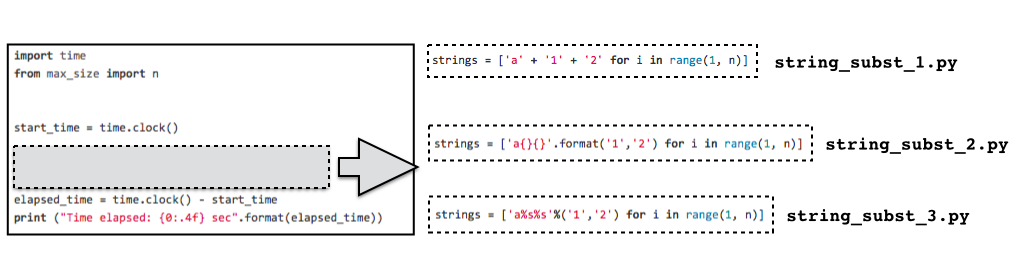 import time
from max_size import n
start_time = time.clock()
elapsed_time = time.clock() - start_time
print ("Time elapsed: {0:.4f} sec".format(elapsed_time))
strings = ['a' + '1' + '2' for i in range(1, n)]
string_subst_1.py
strings = ['a{}{}'.format('1','2') for i in range(1, n)]
string_subst_2.py
strings = ['a%s%s'%('1','2') for i in range(1, n)]
string_subst_3.py